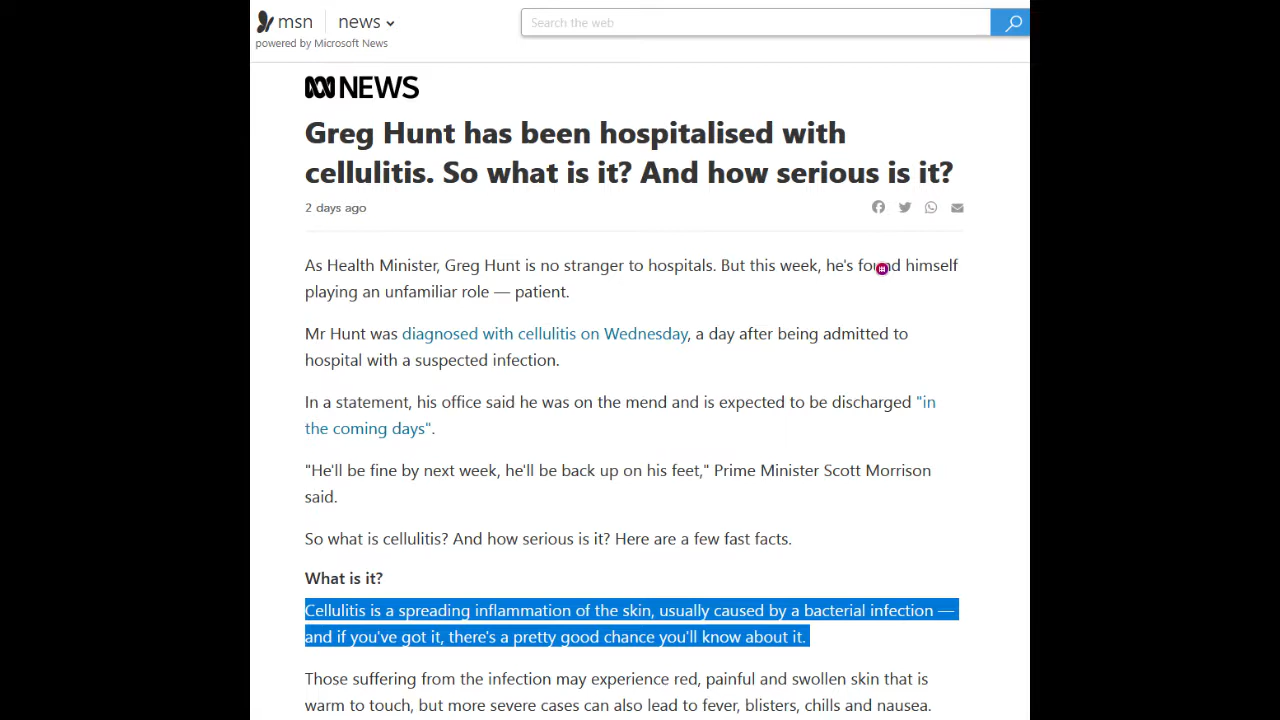 msn news
Search the web
powered by Microsoft News
NEWS
Greg Hunt has been hospitalised with
cellulitis. So what is it? And how serious is it?
2 days ago
As Health Minister, Greg Hunt is no stranger to hospitals. But this week, he's found himself
playing an unfamiliar role — patient.
Mr Hunt was diagnosed with cellulitis on Wednesday, a day after being admitted to
hospital with a suspected infection.
In a statement, his office said he was on the mend and is expected to be discharged "in
the coming days".
"He'll be fine by next week, he'll be back up on his feet," Prime Minister Scott Morrison
said.
So what is cellulitis? And how serious is it? Here are a few fast facts.
What is it?
Cellulitis is a spreading inflammation of the skin, usually caused by a bacterial infection —
and if you've got it, there's a pretty good chance you'll know about it.
Those suffering from the infection may experience red, painful and swollen skin that is
warm to touch, but more severe cases can also lead to fever, blisters, chills and nausea.